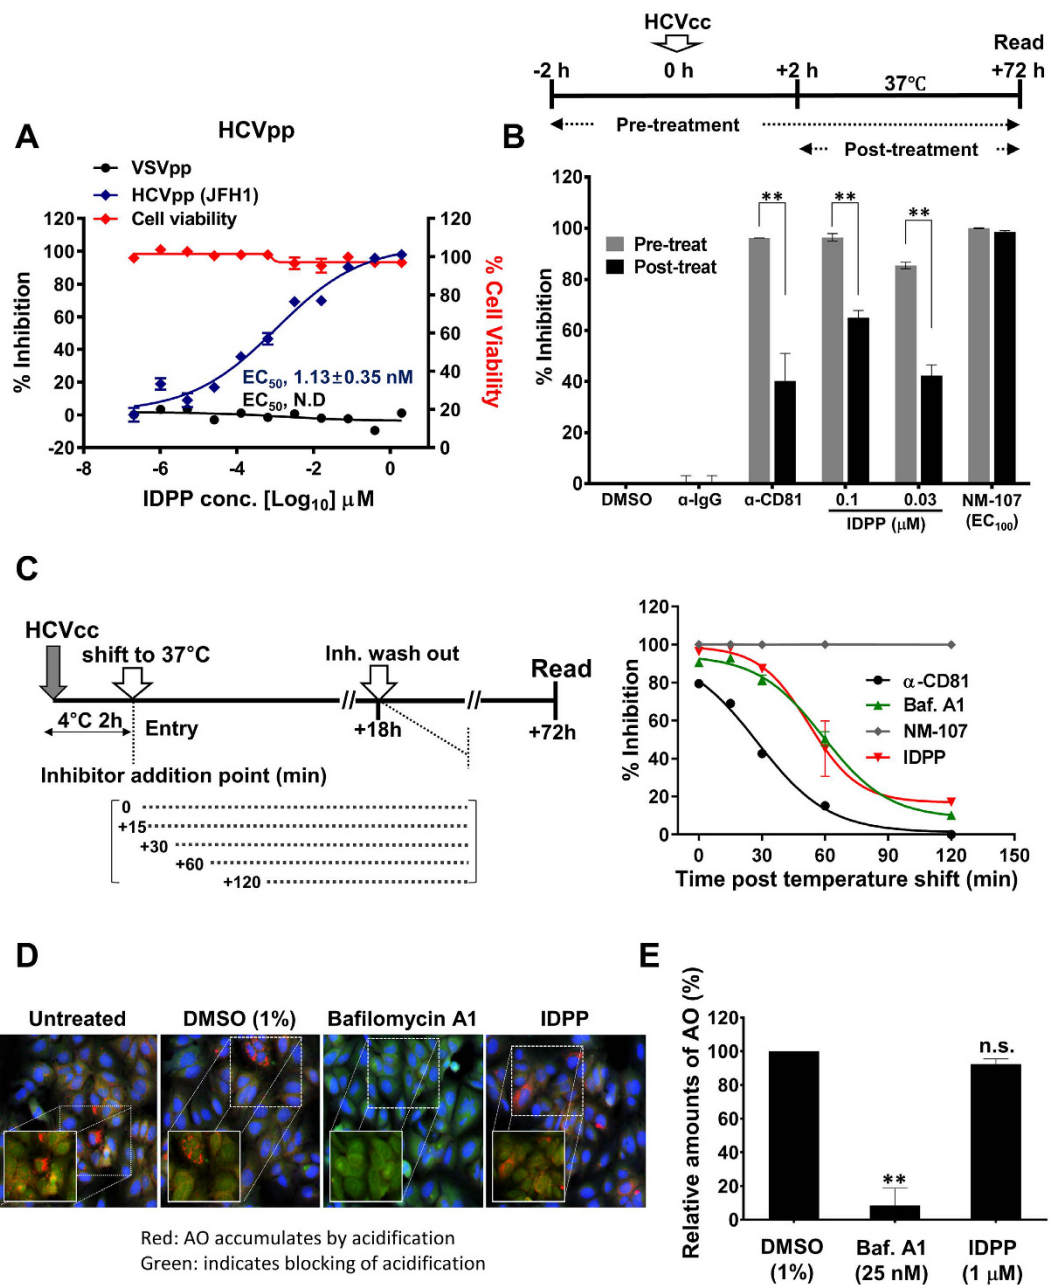 HCVcc
Read
-2 h
0 h
+2 h
+72 h
37℃
Pre-treatment
Post-treatment
A
HCVpp
VSVpp
HCVpp (JFH1)
Cell viability
120
100
80
60
40
20
0
-20
% Inhibition
EC50, 1.13±0.35 nM
EC50, N.D
120
100
80
60
40
20
0
% Cell Viability
-8
-6
-4
-2
0
IDPP conc. [Log10] μM
B
120
100
80
60
40
20
0
% Inhibition
Pre-treat
Post-treat
**
**
**
DMSO
α-IgG
α-CD81
0.1
0.03
IDPP (μM)
NM-107
(EC100)
C
HCVcc
shift to 37°C
Inh. wash out
Read
4°C 2h
Entry
+18h
+72h
Inhibitor addition point (min)
0
+15
+30
+60
+120
120
100
80
60
40
20
0
% Inhibition
α-CD81
Baf. A1
NM-107
IDPP
0
30
60
90
120
150
Time post temperature shift (min)
D
Untreated
DMSO (1%)
Bafilomycin A1
IDPP
Red: AO accumulates by acidification
Green: indicates blocking of acidification
E
120
100
80
60
40
20
0
Relative amounts of AO (%)
**
n.s.
DMSO
(1%)
Baf. A1
(25 nM)
IDPP
(1 μM)